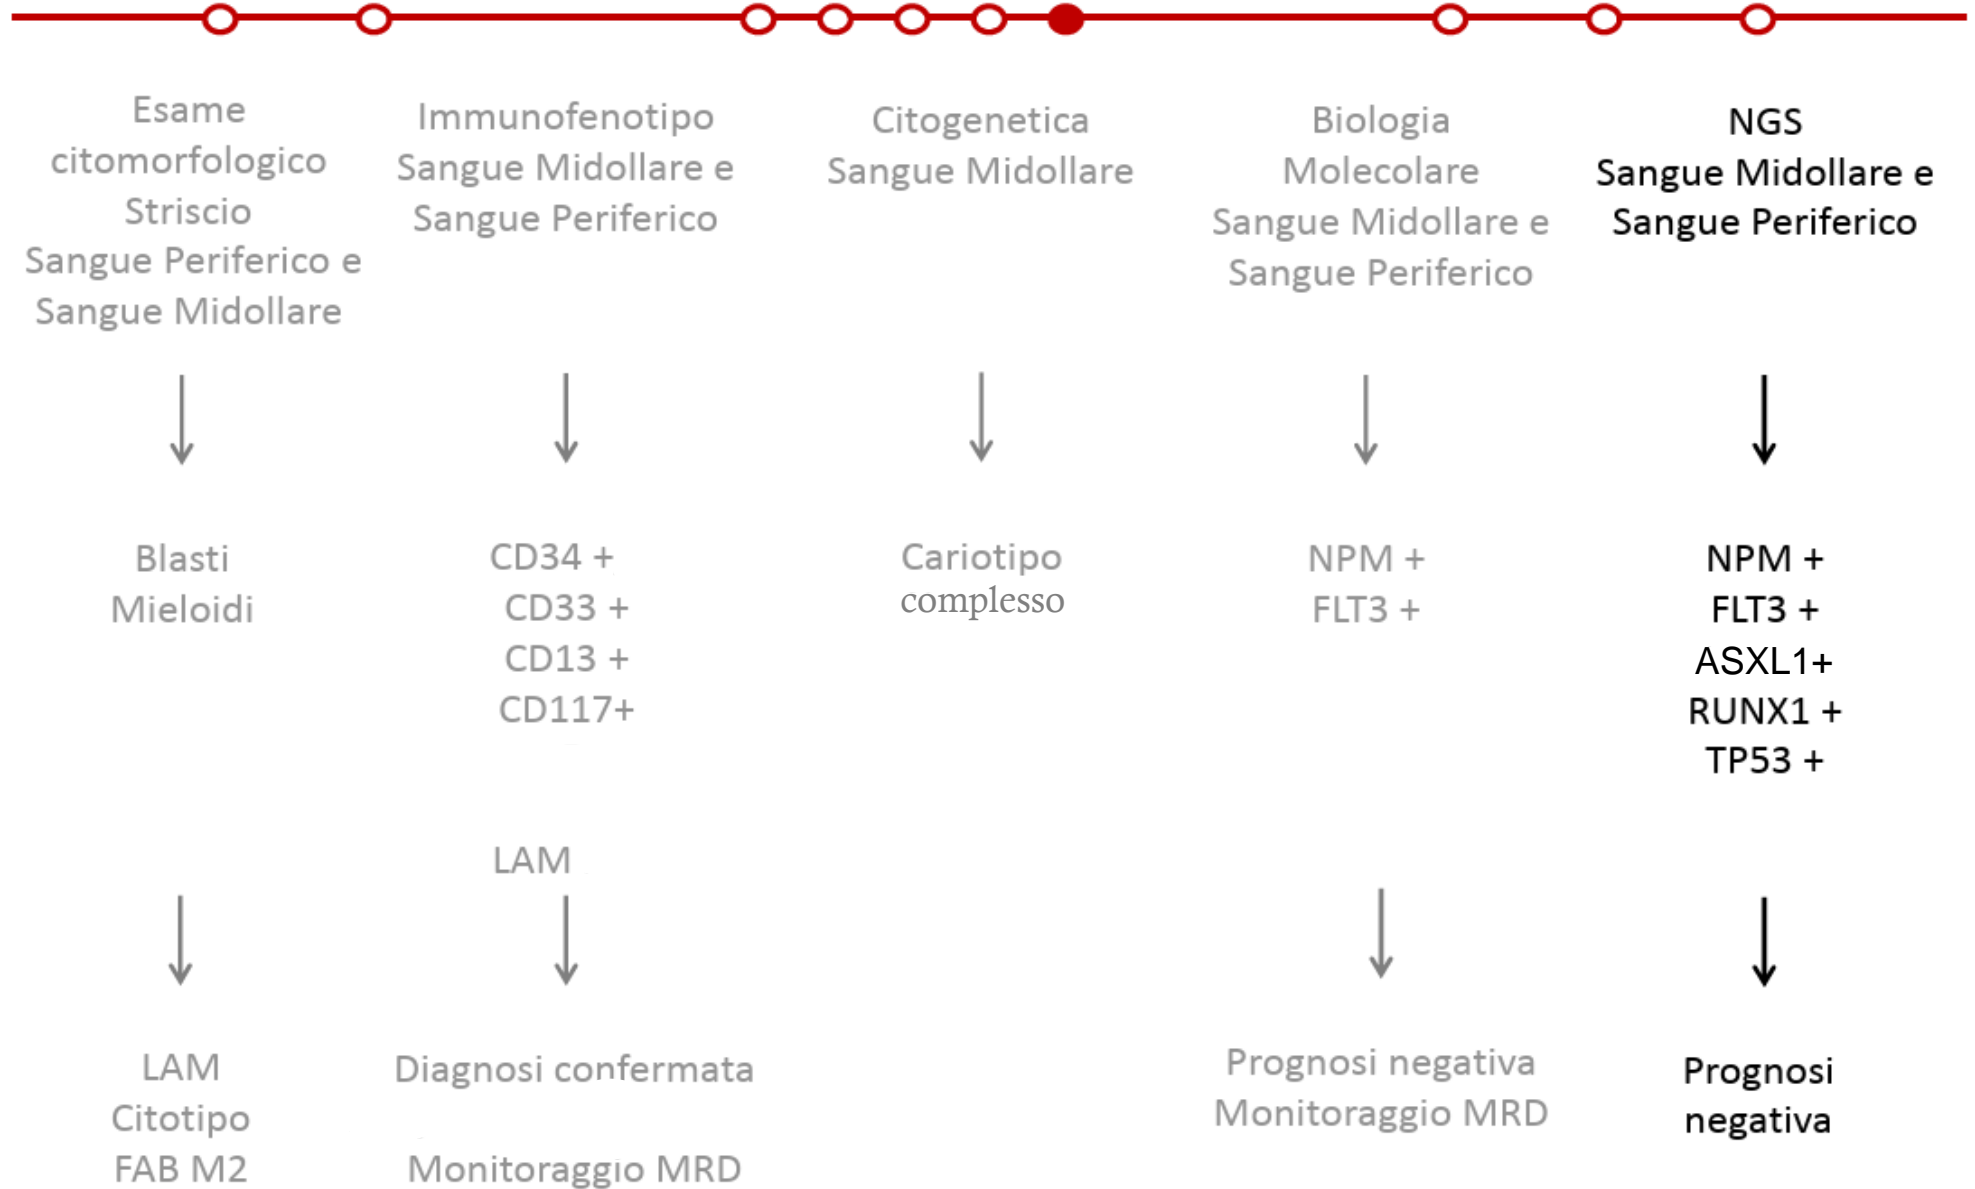 Esame
citomorfologico
Striscio
Sangue Periferico e
Sangue Midollare
Blasti
Mieloidi
LAM
Citotipo
FAB M2
Immunofenotipo
Sangue Midollare e
Sangue Periferico
CD34 +
CD33 +
CD13 +
CD117+
LAM
Diagnosi confermata
Monitoraggio MRD
Citogenetica
Sangue Midollare
Cariotipo
complesso
Biologia
Molecolare
Sangue Midollare e
Sangue Periferico
NPM +
FLT3 +
Prognosi negativa
Monitoraggio MRD
NGS
Sangue Midollare e
Sangue Periferico
NPM +
FLT3 +
ASXL1+
RUNX1 +
TP53 +
Prognosi
negativa